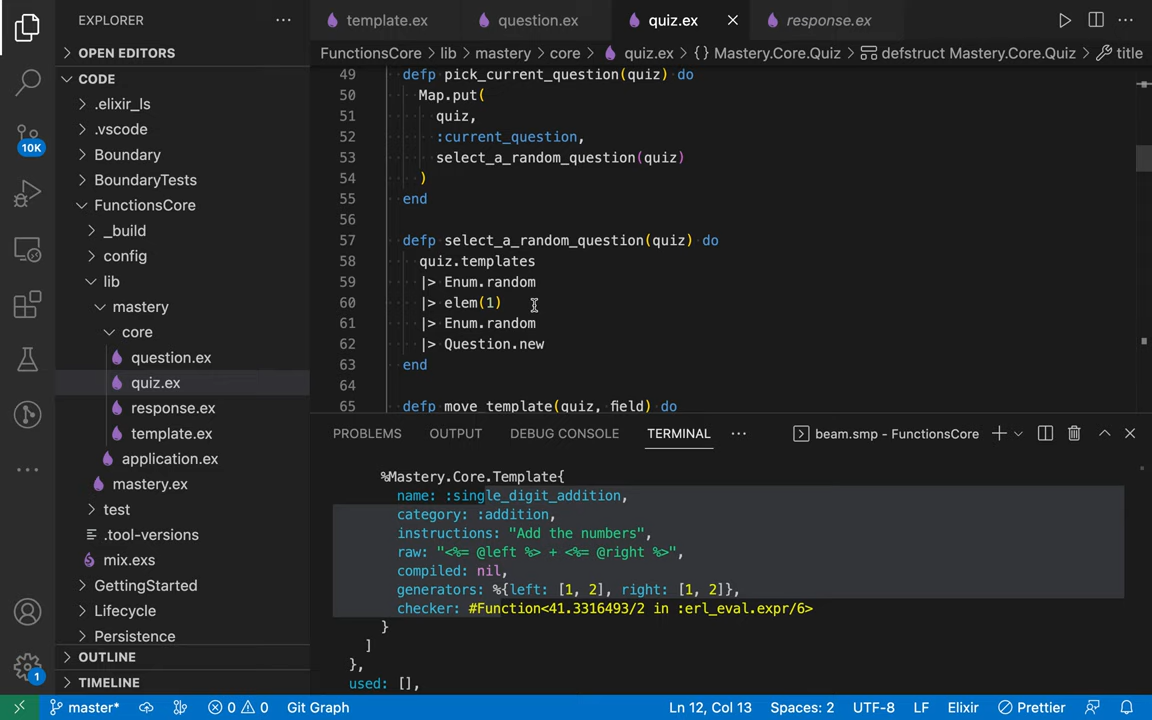 EXPLORER
template.ex question.ex quiz.ex response.ex
OPEN EDITORS
FunctionsCore lib mastery core quiz.ex {} Mastery.Core.Quiz defstruct Mastery.Core.Quiz title
CODE
.elixir_ls
.vscode
Boundary
BoundaryTests
FunctionsCore
_build
config
lib
mastery
core
question.ex
quiz.ex
response.ex
template.ex
application.ex
mastery.ex
test
.tool-versions
mix.exs
GettingStarted
Lifecycle
Persistence
OUTLINE
TIMELINE
10K
1
49 defp pick_current_question(quiz) do
50 Map.put(
51 quiz,
52 :current_question,
53 select_a_random_question(quiz)
54 )
55 end
56
57 defp select_a_random_question(quiz) do
58 quiz.templates
59 |> Enum.random
60 |> elem(1)
61 |> Enum.random
62 |> Question.new
63 end
64
65 defp move_template(quiz, field) do
PROBLEMS OUTPUT DEBUG CONSOLE TERMINAL beam.smp - FunctionsCore
%Mastery.Core.Template{
name: :single_digit_addition,
category: :addition,
instructions: "Add the numbers",
raw: "<%= @left %> + <%= @right %>",
compiled: nil,
generators: %{left: [1, 2], right: [1, 2]},
checker: #Function<41.3316493/2 in :erl_eval.expr/6>
}
]
},
used: [],
master* 0 0 Git Graph Ln 12, Col 13 Spaces: 2 UTF-8 LF Elixir Prettier